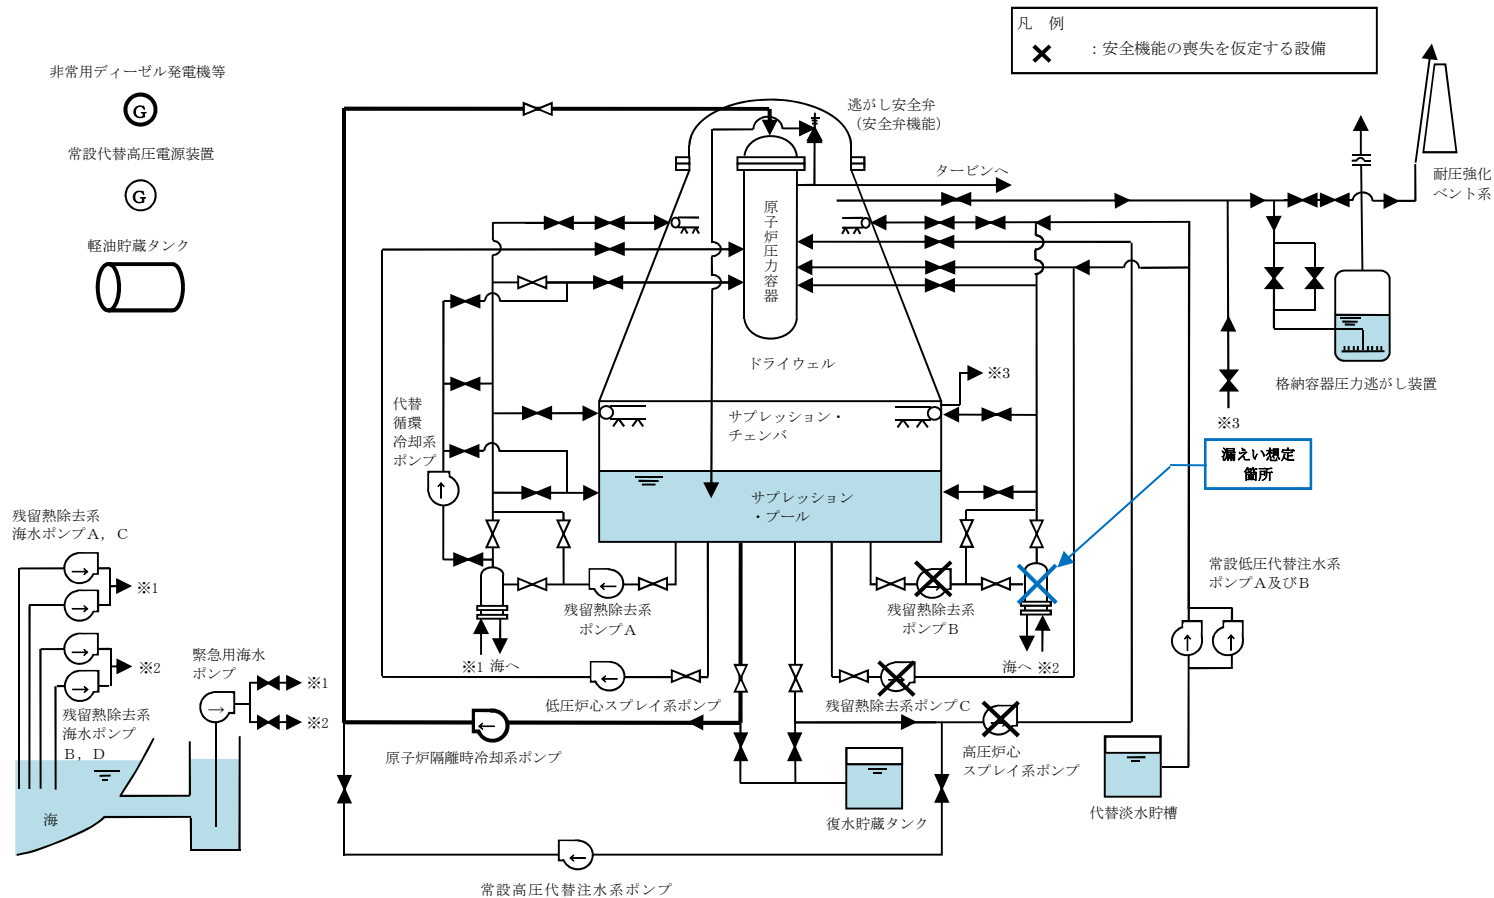 凡 例
：安全機能の喪失を仮定する設備
非常用ディーゼル発電機等
G
常設代替高圧電源装置
G
軽油貯蔵タンク
逃がし安全弁
（安全弁機能）
タービンへ
耐圧強化
ベント系
原子炉圧力容器
ドライウェル
※3
格納容器圧力逃がし装置
※3
サプレッション・
チェンバ
代替
循環
冷却系
ポンプ
漏えい想定
箇所
サプレッション
・プール
残留熱除去系
海水ポンプＡ，Ｃ
※1
※2
残留熱除去系
海水ポンプ
Ｂ，Ｄ
緊急用海水
ポンプ
※1
※2
海
残留熱除去系
ポンプＡ
※1 海へ
残留熱除去系
ポンプＢ
海へ ※2
常設低圧代替注水系
ポンプＡ及びＢ
低圧炉心スプレイ系ポンプ
残留熱除去系ポンプＣ
原子炉隔離時冷却系ポンプ
高圧炉心
スプレイ系ポンプ
復水貯蔵タンク
代替淡水貯槽
常設高圧代替注水系ポンプ